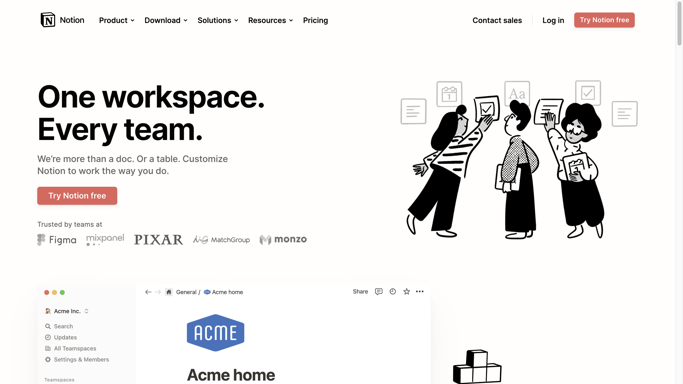 Notion
Product
Download
Solutions
Resources
Pricing
Contact sales
Log in
Try Notion free
One workspace.
Every team.
We're more than a doc. Or a table. Customize
Notion to work the way you do.
Try Notion free
Trusted by teams at
Figma
mixpanel
PIXAR
MatchGroup
monzo
Aa
1
Acme Inc.
Search
Updates
All Teamspaces
Settings & Members
Teamspaces
General /
Acme home
Share
ACME
Acme home